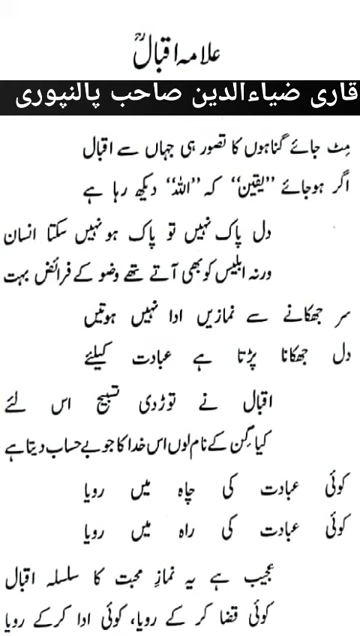 علامہ اقبالؒ
قاری ضیاءالدین صاحب پالنپوری
مِٹ جائے گناہوں کا تصور ہی جہاں سے اقبال
اگر ہوجائے "یقین" کہ "اللہ" دیکھ رہا ہے
دل پاک نہیں تو پاک ہو نہیں سکتا انسان
ورنہ ابلیس کو بھی آتے تھے وضو کے فرائض بہت
سر جھکانے سے نمازیں ادا نہیں ہوتیں
دل جھکانا پڑتا ہے عبادت کیلئے
اقبال نے توڑدی تسبیح اس لئے
کیا گِن کے نام لوں اس خدا کا جو بے حساب دیتا ہے
کوئی عبادت کی چاہ میں رویا
کوئی عبادت کی راہ میں رویا
عجیب ہے یہ نمازِ محبت کا سلسلہ اقبال
کوئی قضا کر کے رویا، کوئی ادا کرکے رویا